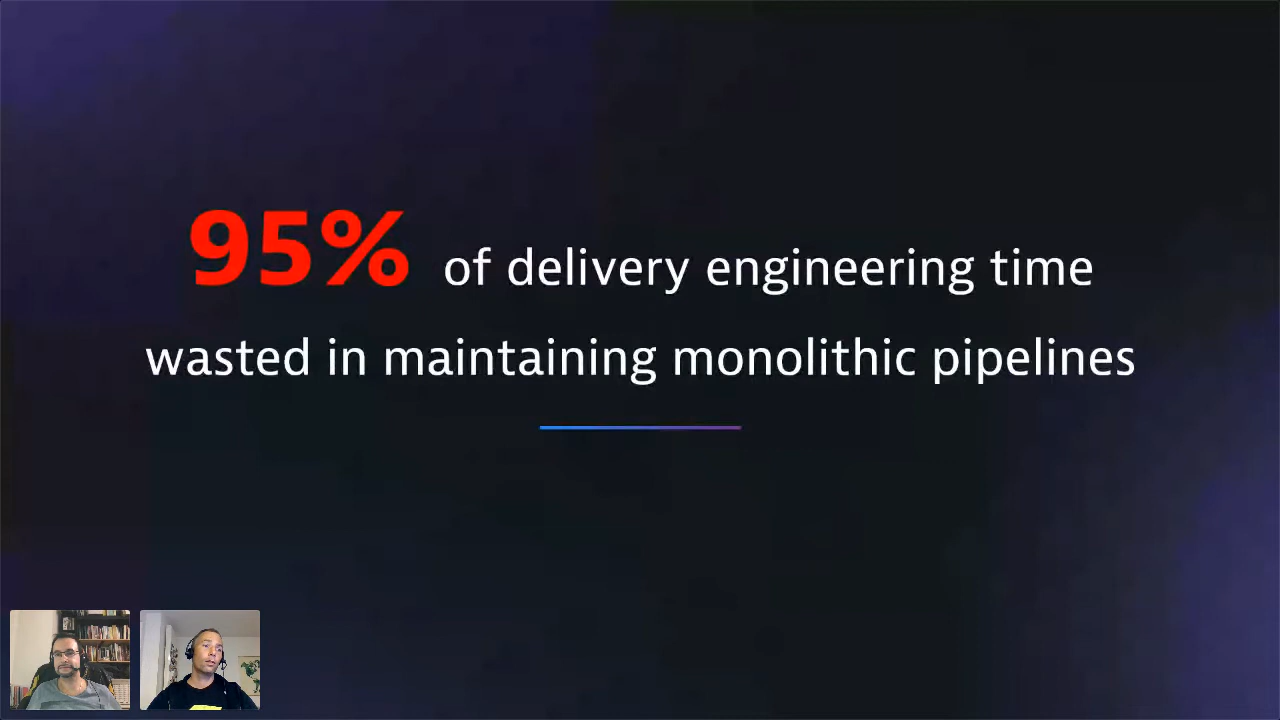 95% of delivery engineering time
wasted in maintaining monolithic pipelines